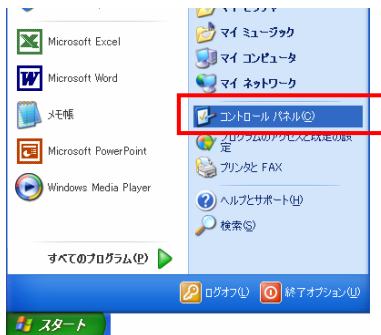 マイ ミュージック
マイ コンピュータ
マイ ネットワーク
コントロール パネル(C)
プログラムのアクセスと既定の設
定
プリンタと FAX
ヘルプとサポート(H)
検索(S)
Microsoft Excel
Microsoft Word
メモ帳
Microsoft PowerPoint
Windows Media Player
すべてのプログラム(P)
ログオフ(L)
終了オプション(U)
スタート